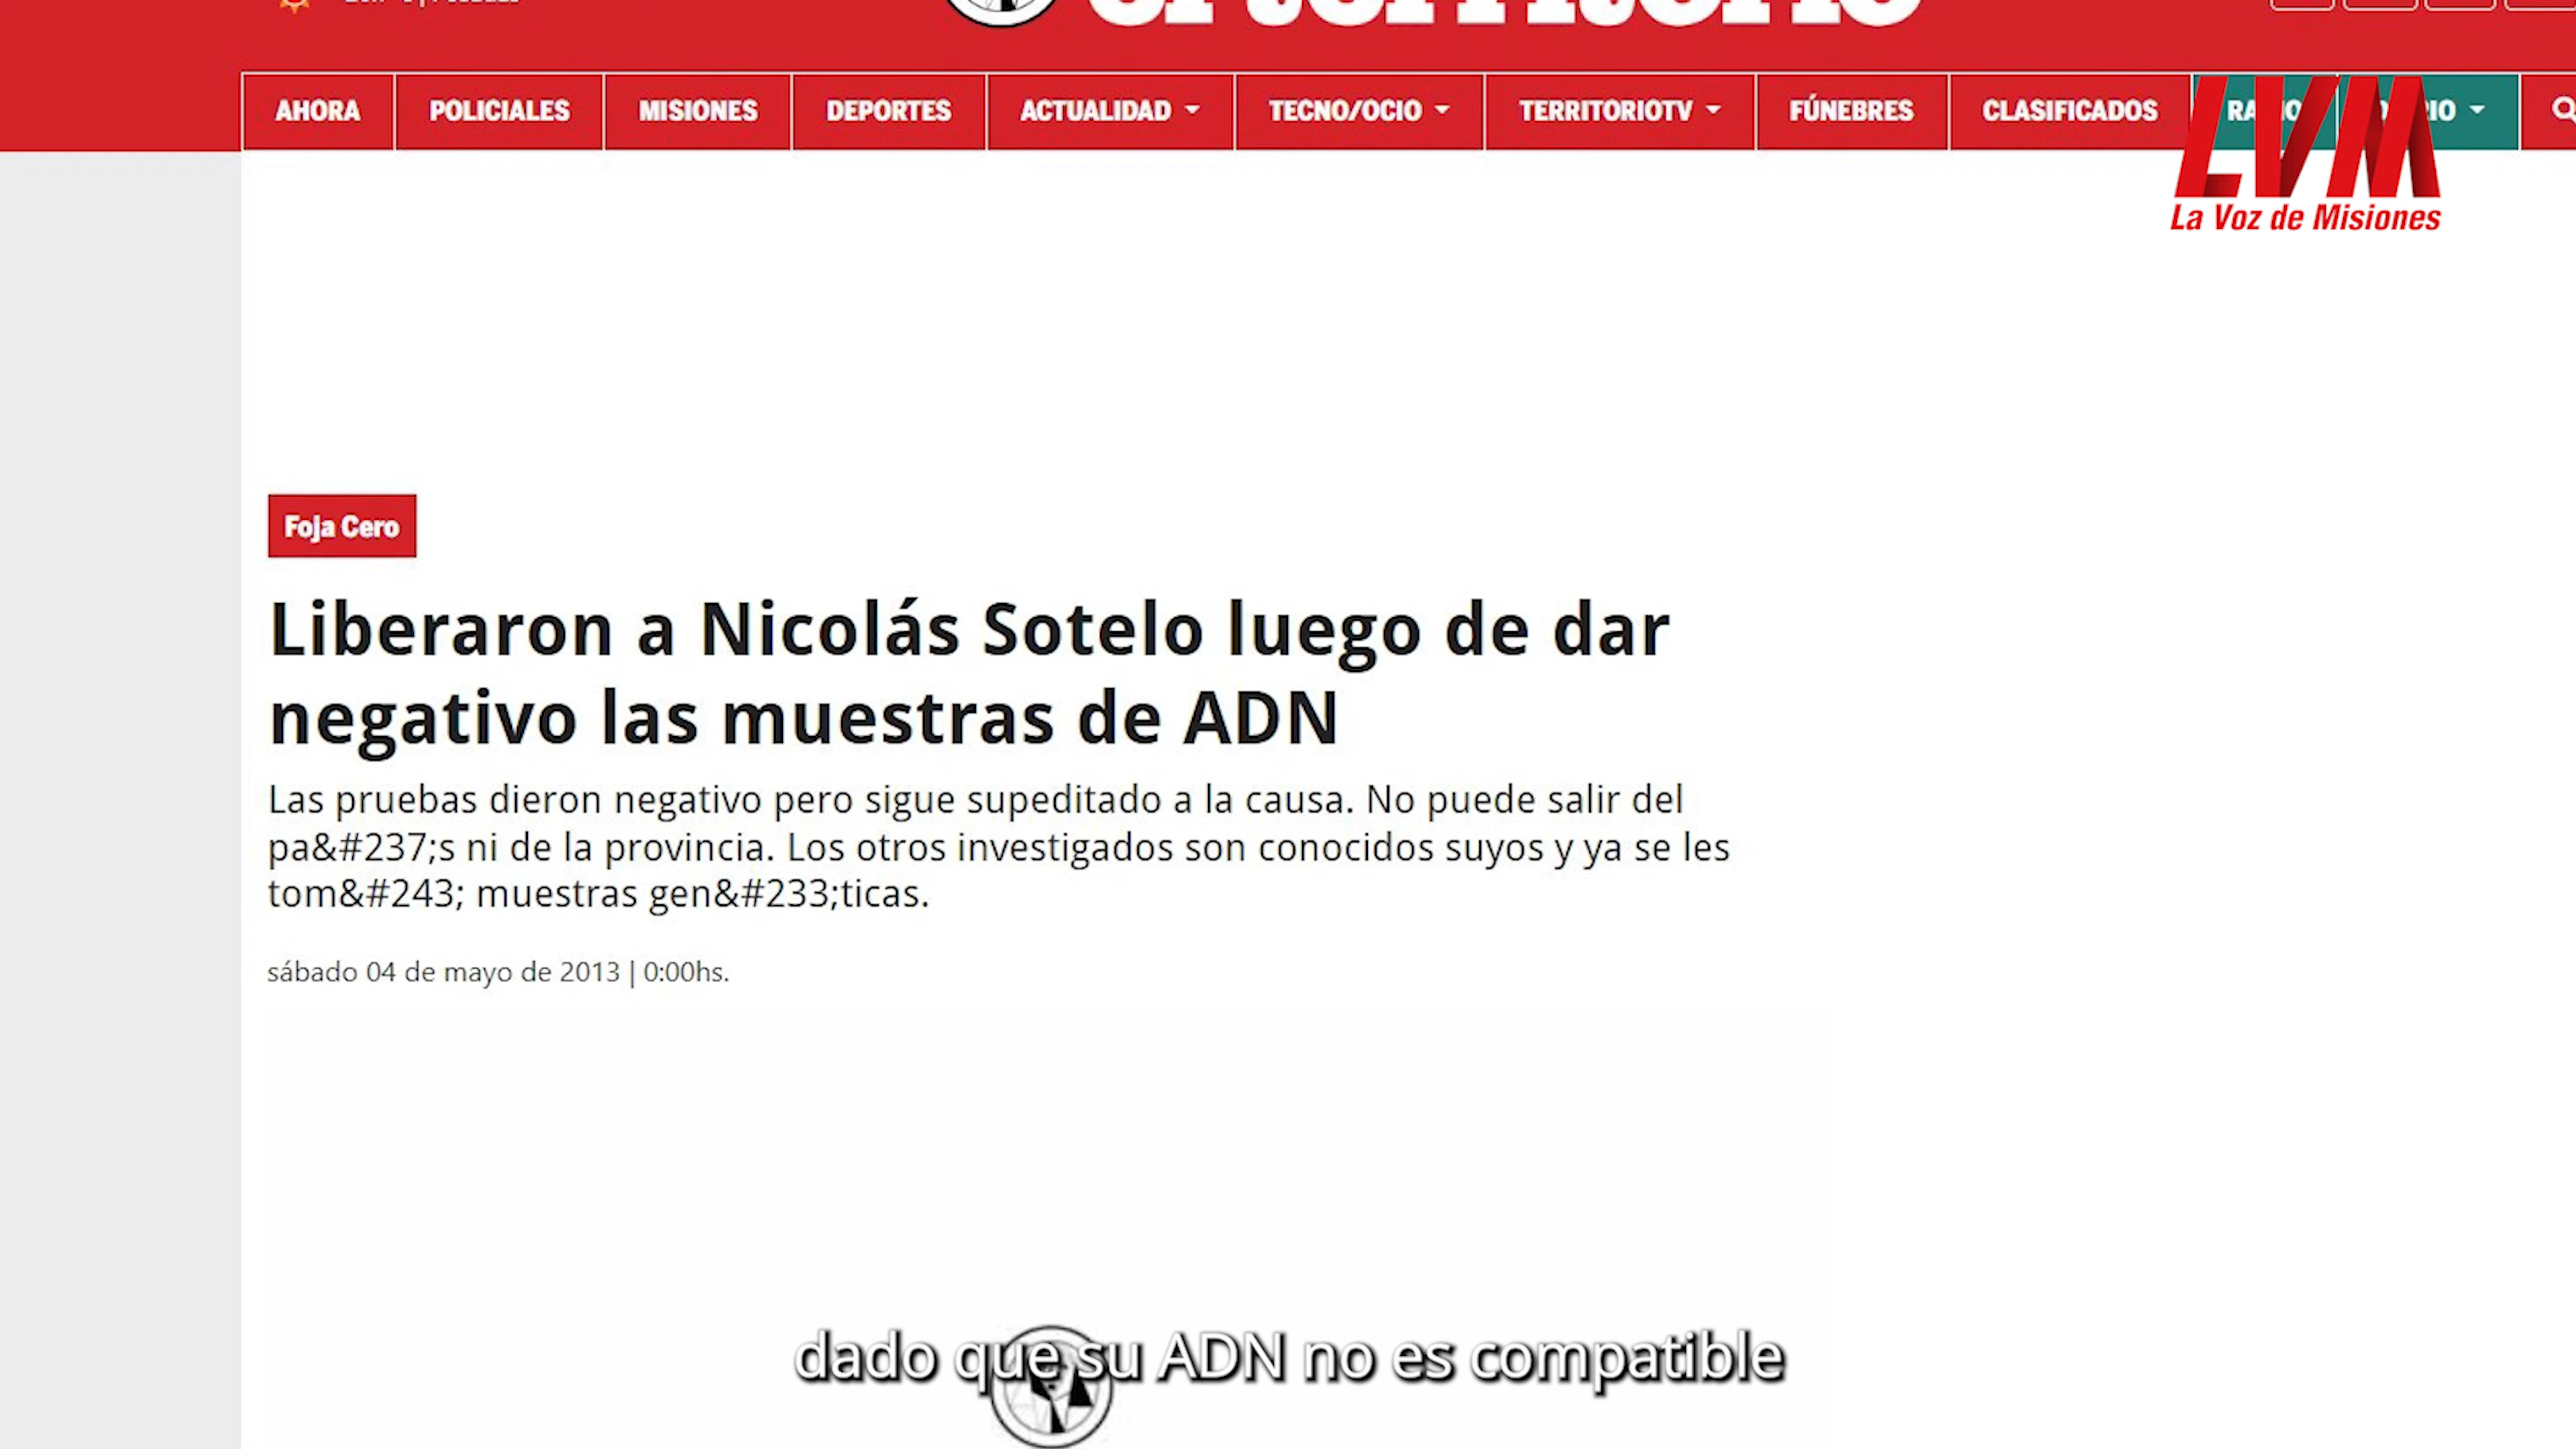 el territorio
AHORA POLICIALES MISIONES DEPORTES ACTUALIDAD TECNO/OCIO TERRITORIOTV FÚNEBRES CLASIFICADOS
LVM
La Voz de Misiones
Foja Cero
Liberaron a Nicolás Sotelo luego de dar
negativo las muestras de ADN
Las pruebas dieron negativo pero sigue supeditado a la causa. No puede salir del
pa&#237;s ni de la provincia. Los otros investigados son conocidos suyos y ya se les
tom&#243; muestras gen&#233;ticas.
sábado 04 de mayo de 2013 | 0:00hs.
dado que su ADN no es compatible